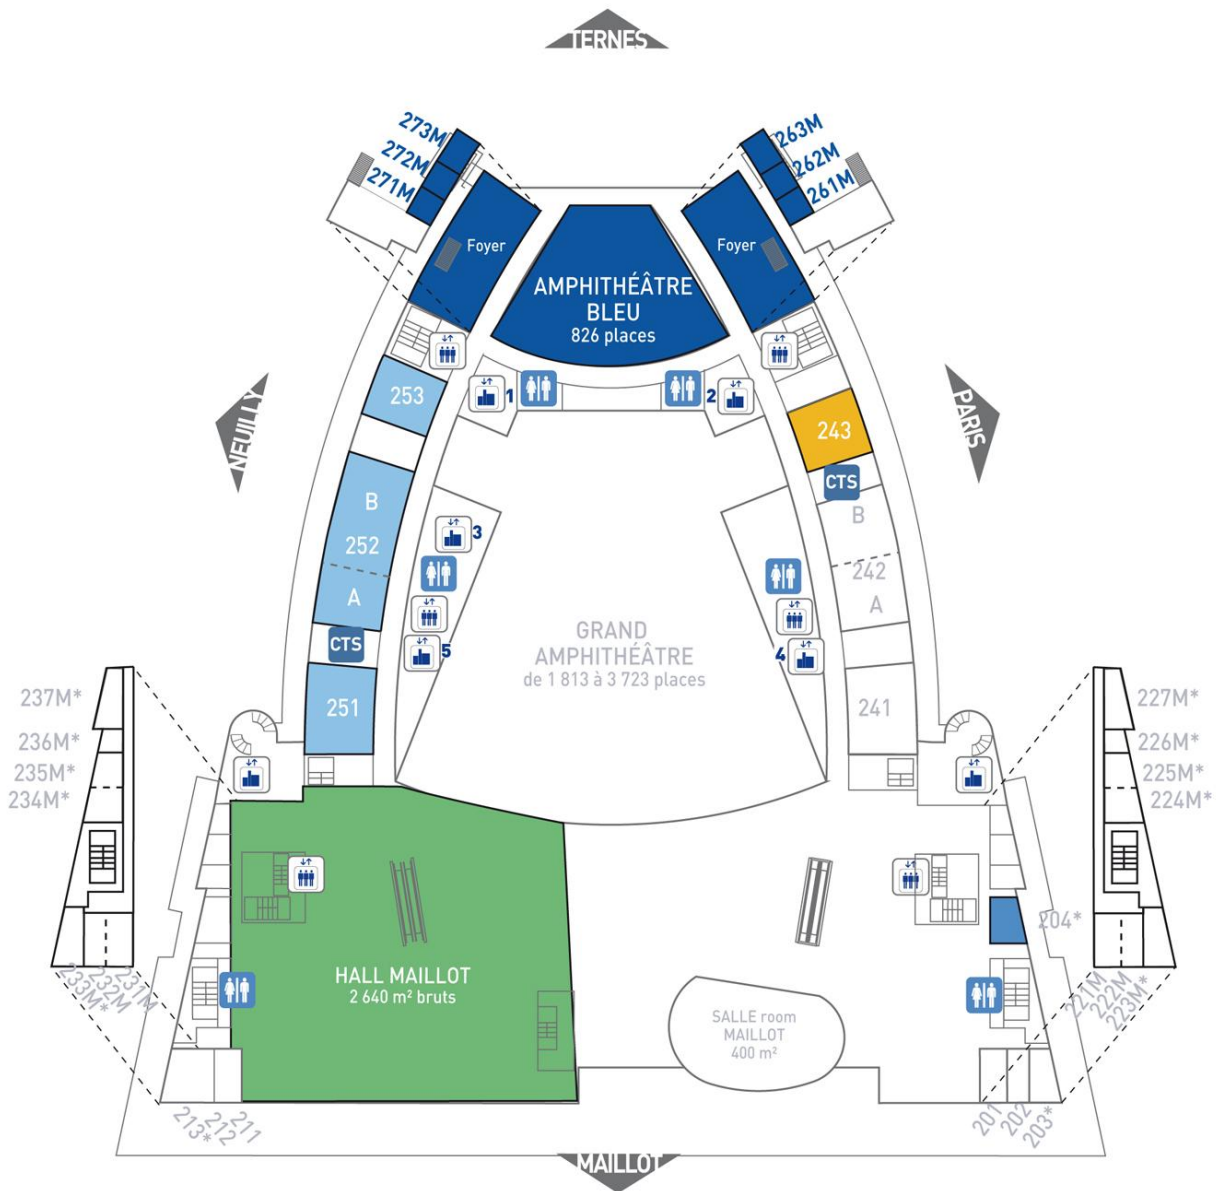 TERNES
273M
272M
271M
263M
262M
261M
Foyer
Foyer
AMPHITHÉÂTRE
BLEU
826 places
NEUILLY
PARIS
253
1
2
243
CTS
B
252
A
3
B
242
A
CTS
5
GRAND
AMPHITHÉÂTRE
de 1 813 à 3 723 places
4
251
241
237M*
236M*
235M*
234M*
227M*
226M*
225M*
224M*
204*
HALL MAILLOT
2 640 m² bruts
233M*
232M
231M
221M
222M
223M*
SALLE room
MAILLOT
400 m²
213*
212
211
201
202
203*
MAILLOT